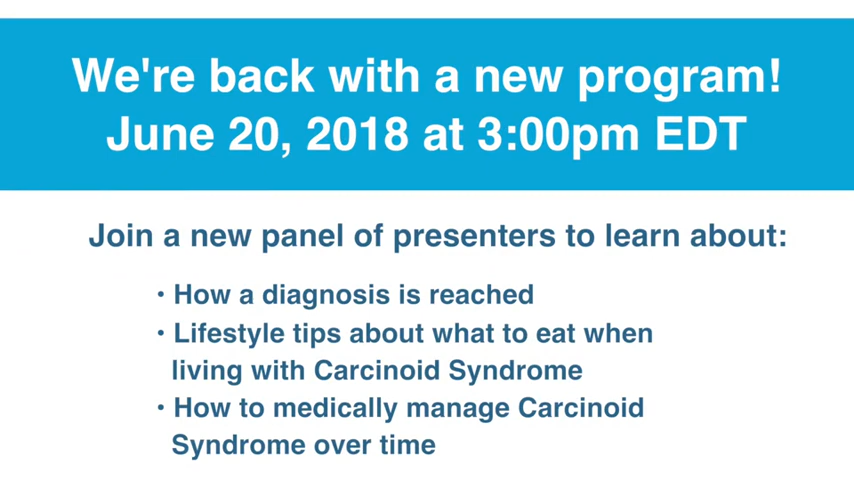 We're back with a new program!
June 20, 2018 at 3:00pm EDT
Join a new panel of presenters to learn about:
• How a diagnosis is reached
• Lifestyle tips about what to eat when
living with Carcinoid Syndrome
• How to medically manage Carcinoid
Syndrome over time